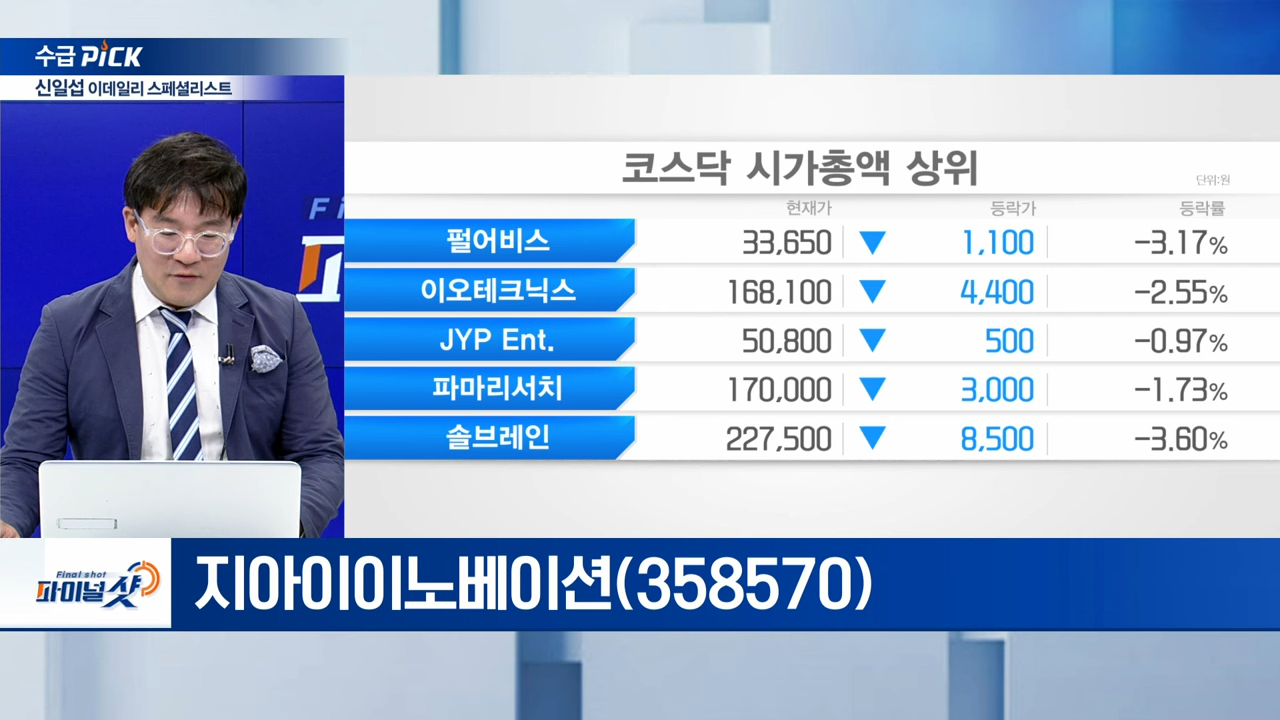 수급 PiCK
신일섭 이데일리 스페셜리스트
코스닥 시가총액 상위
단위:원
현재가 등락가 등락률
펄어비스 33,650 ▼ 1,100 -3.17%
이오테크닉스 168,100 ▼ 4,400 -2.55%
JYP Ent. 50,800 ▼ 500 -0.97%
파마리서치 170,000 ▼ 3,000 -1.73%
솔브레인 227,500 ▼ 8,500 -3.60%
Final shot
파이널샷
지아이이노베이션(358570)